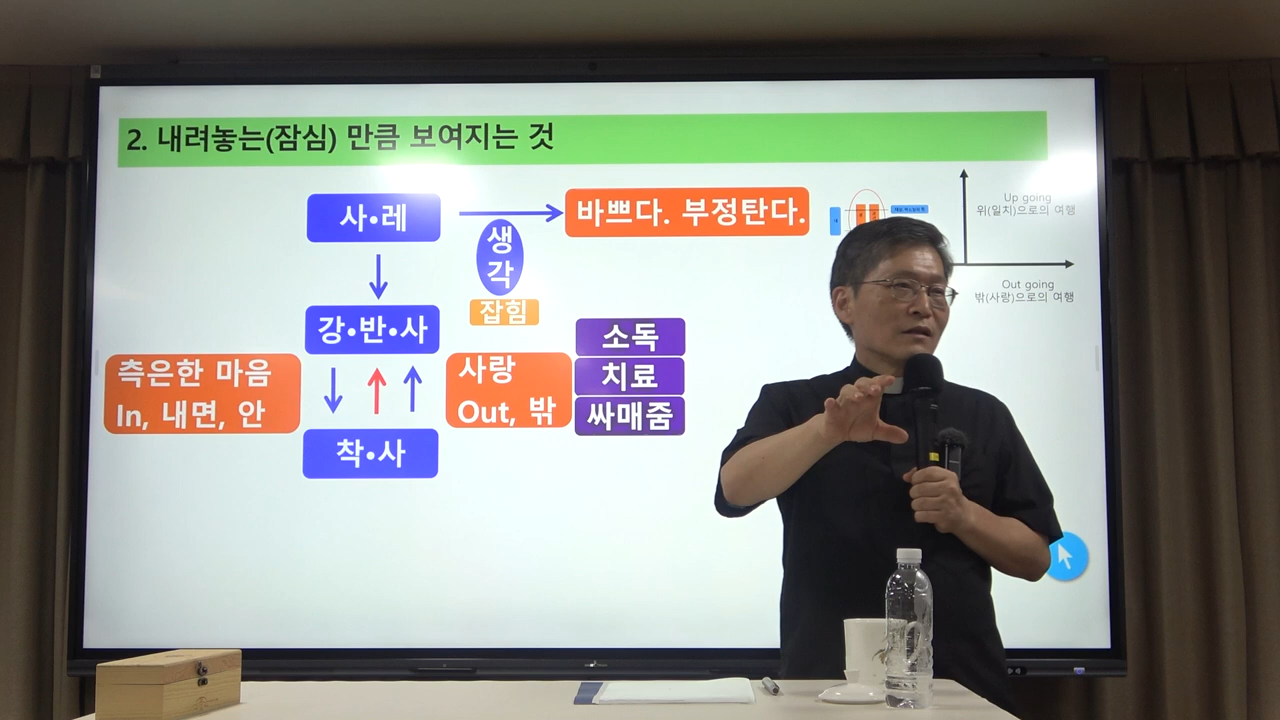 2. 내려놓는(잠심) 만큼 보여지는 것
사•레
생
각
잡힘
바쁘다. 부정탄다.
Up going
위(일치)으로의 여행
Out going
밖(사랑)으로의 여행
강•반•사
측은한 마음
In, 내면, 안
사랑
Out, 밖
소독
치료
싸매줌
착•사